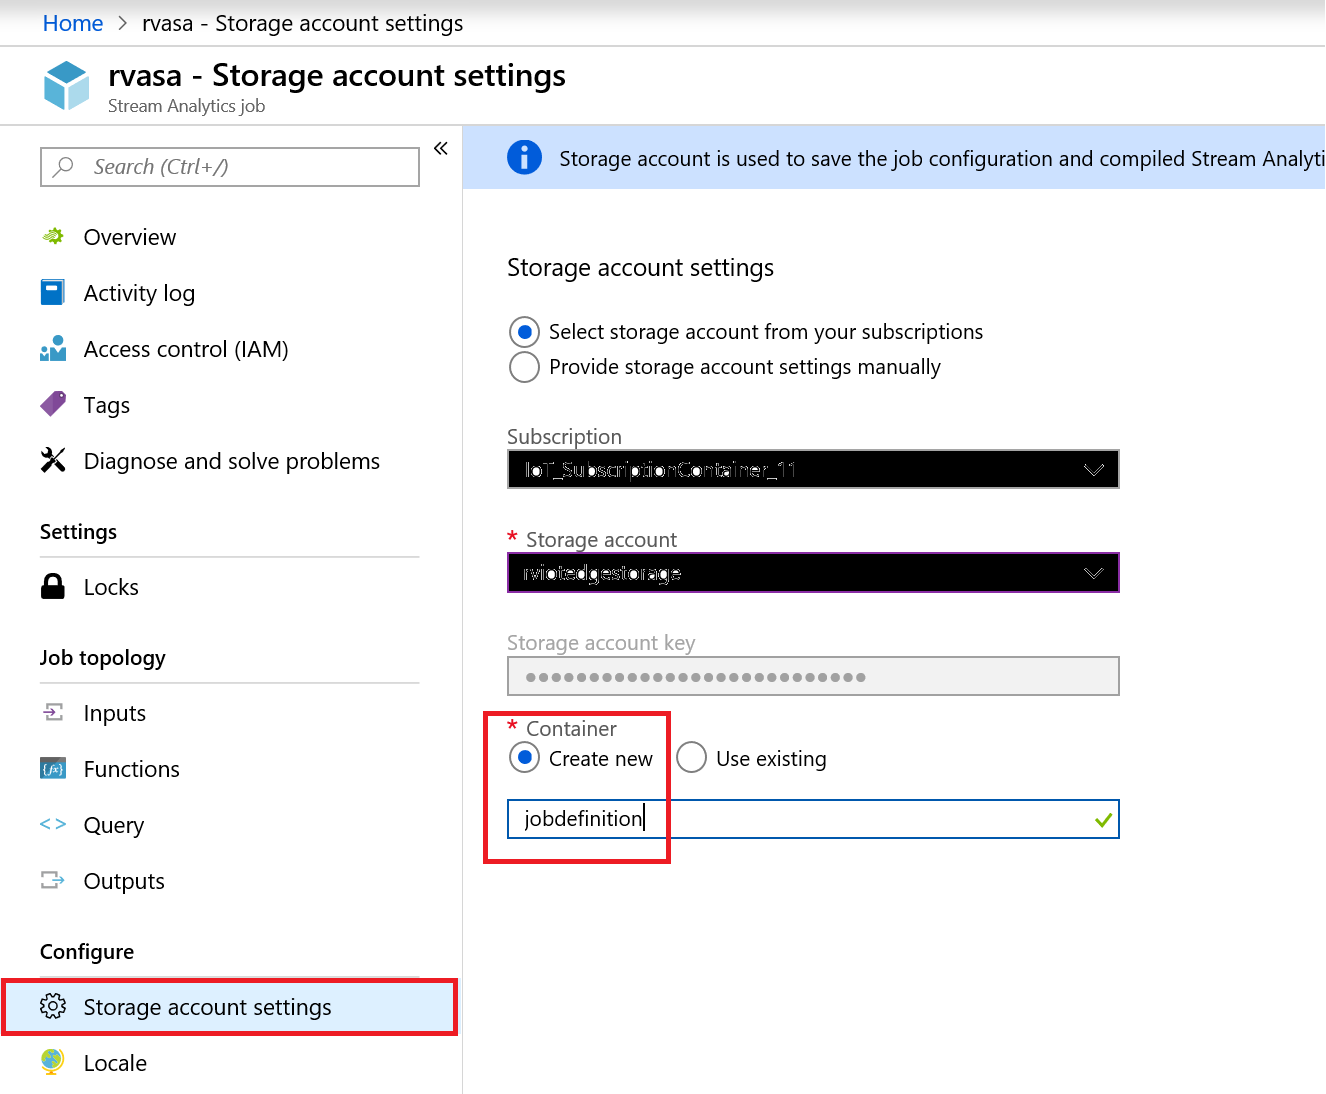 Home > rvasa - Storage account settings
rvasa - Storage account settings
Stream Analytics job
Search (Ctrl+/)
«
Overview
Activity log
Access control (IAM)
Tags
Diagnose and solve problems
Settings
Locks
Job topology
Inputs
Functions
Query
Outputs
Configure
Storage account settings
Locale
Storage account is used to save the job configuration and compiled Stream Analyti
Storage account settings
Select storage account from your subscriptions
Provide storage account settings manually
Subscription
IoT_SubscriptionContainer_11
* Storage account
rviotedgestorage
Storage account key
* Container
Create new Use existing
jobdefinition